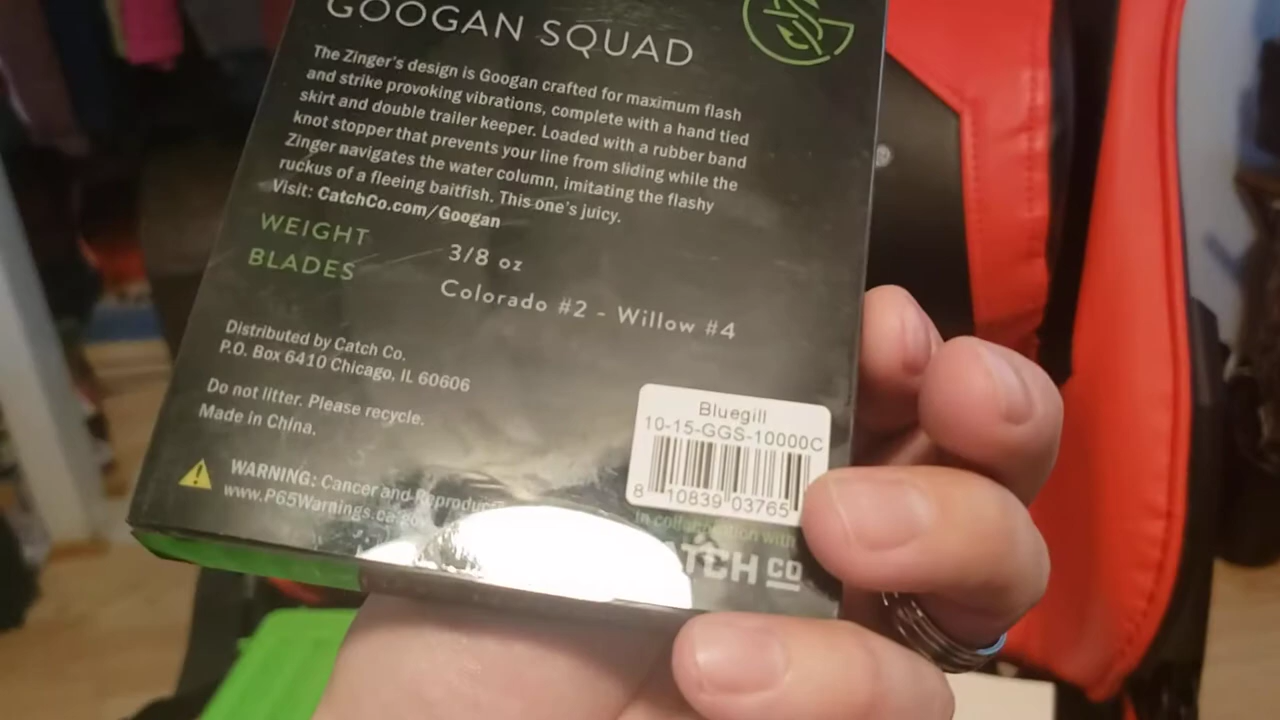 GOOGAN SQUAD
The Zinger's design is Googan crafted for maximum flash
and strike provoking vibrations, complete with a hand tied
skirt and double trailer keeper. Loaded with a rubber band
knot stopper that prevents your line from sliding while the
Zinger navigates the water column, imitating the flashy
ruckus of a fleeing baitfish. This one's juicy.
Visit: CatchCo.com/Googan
WEIGHT 3/8 oz
BLADES Colorado #2 - Willow #4
Distributed by Catch Co.
P.O. Box 6410 Chicago, IL 60606
Do not litter. Please recycle.
Made in China.
WARNING: Cancer and Reproduc
www.P65Warnings.ca.go
Bluegill
10-15-GGS-10000C
8 10839 03765
In collaboration with
TCH CO